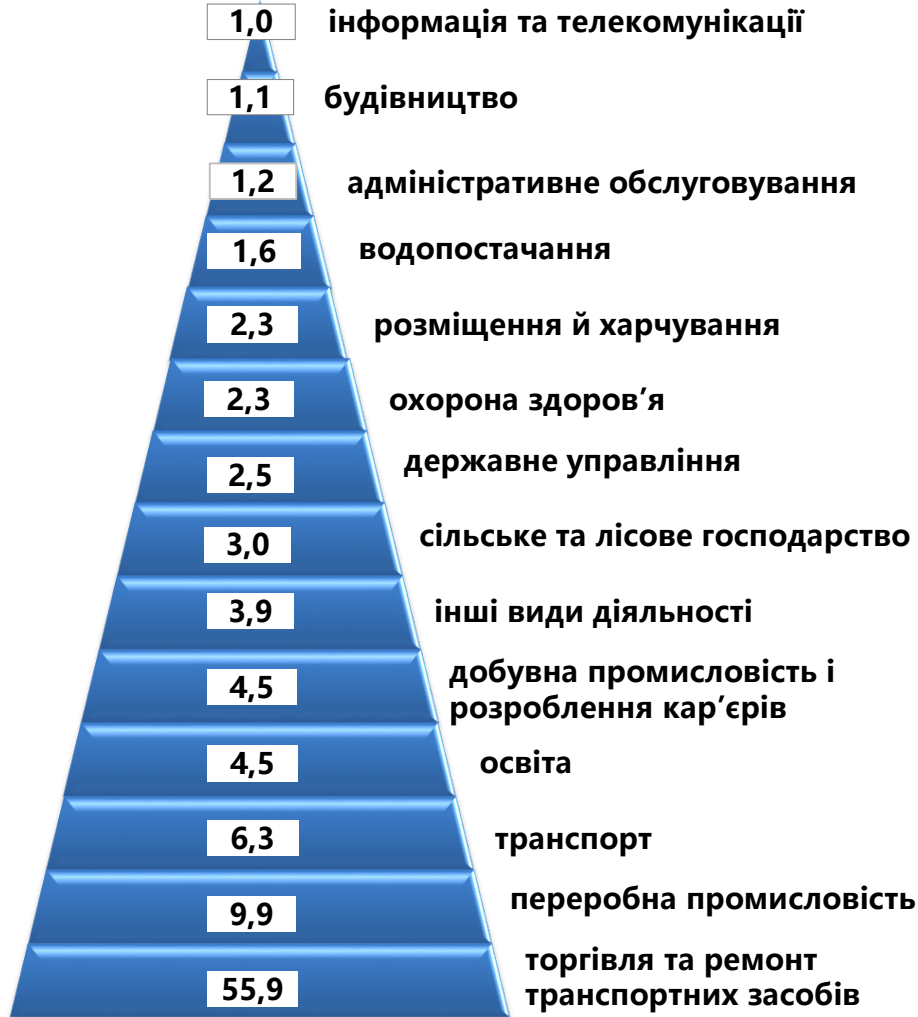 1,0 інформація та телекомунікації
1,1 будівництво
1,2 адміністративне обслуговування
1,6 водопостачання
2,3 розміщення й харчування
2,3 охорона здоров’я
2,5 державне управління
3,0 сільське та лісове господарство
3,9 інші види діяльності
4,5 добувна промисловість і
розроблення кар’єрів
4,5 освіта
6,3 транспорт
9,9 переробна промисловість
55,9 торгівля та ремонт
транспортних засобів